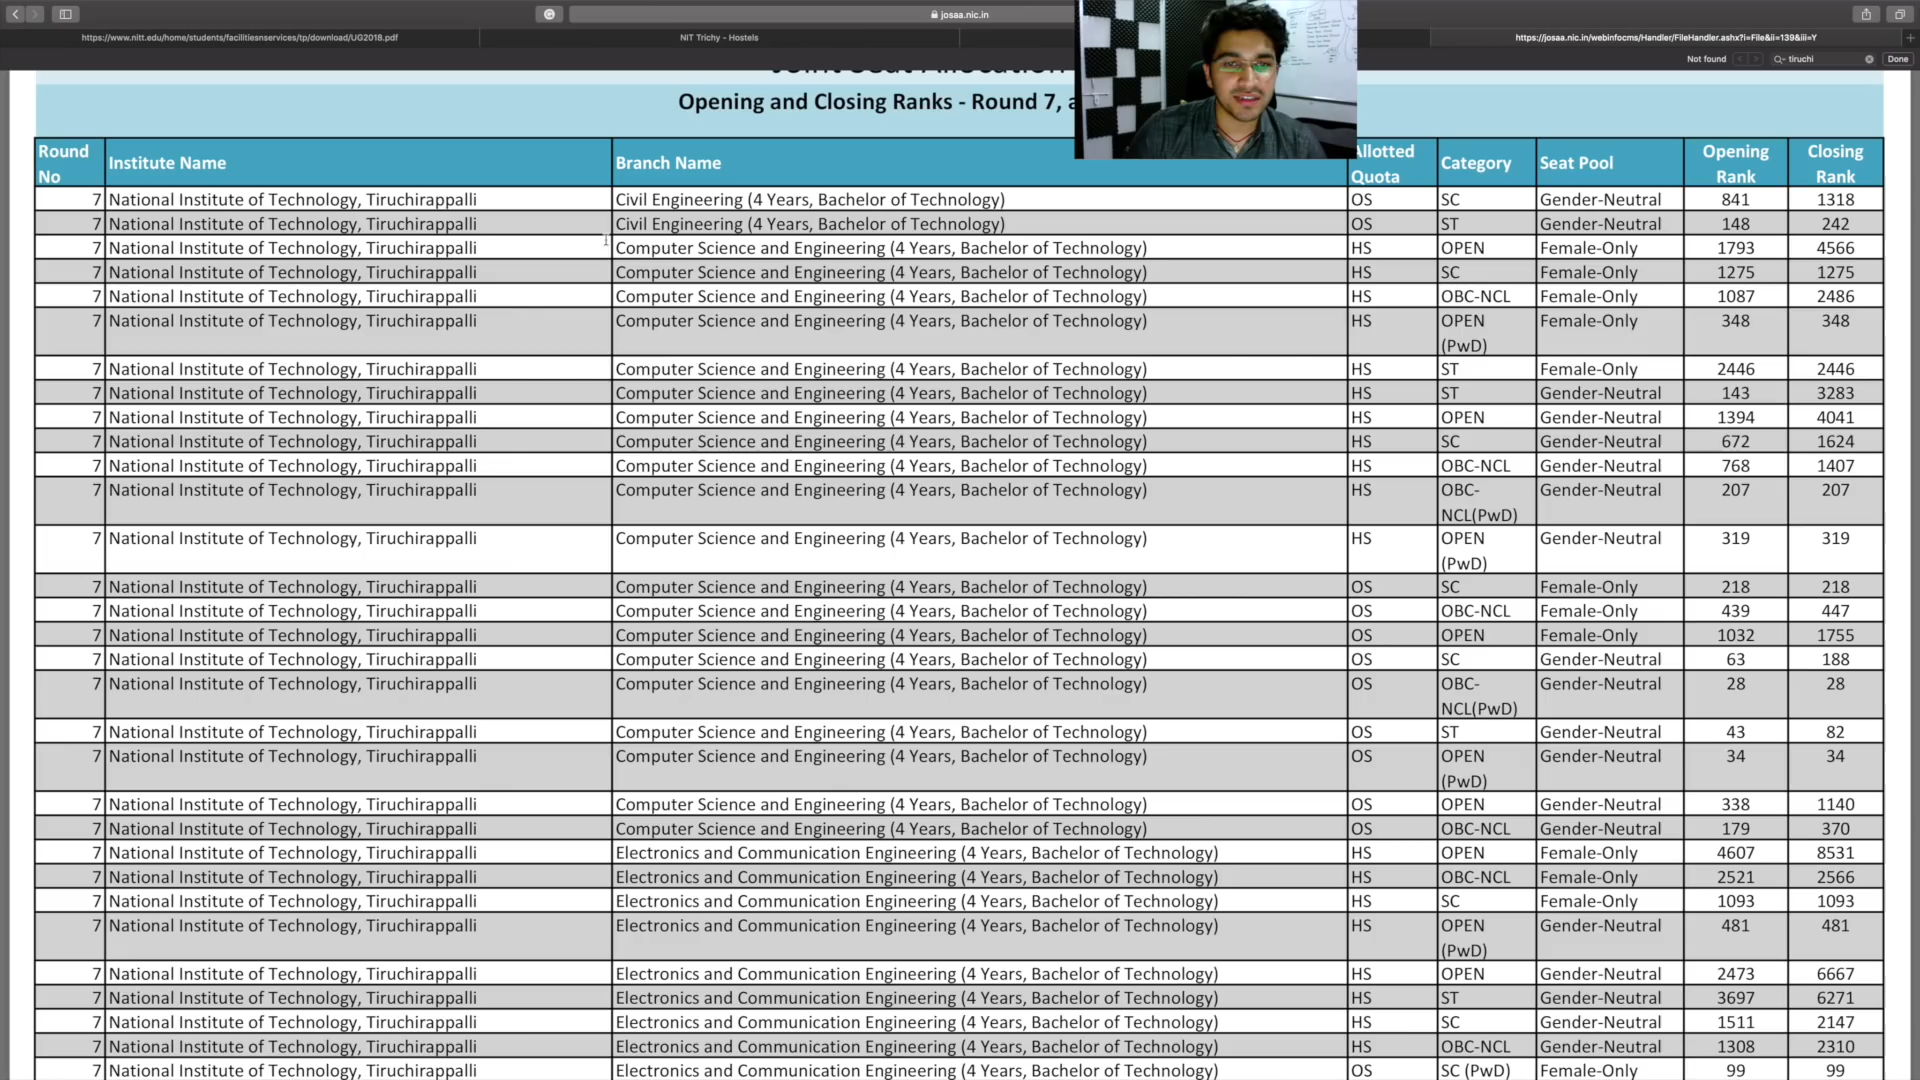 josaa.nic.in
https://www.nitt.edu/home/students/facilitiesnservices/tp/download/UG2018.pdf NIT Trichy - Hostels https://josaa.nic.in/webinfocms/Handler/FileHandler.ashx?i=File&ii=139&iii=Y
Not found tiruchi Done
Joint Seat Allocation
Opening and Closing Ranks - Round 7,
Round No Institute Name Branch Name Allotted Quota Category Seat Pool Opening Rank Closing Rank
7 National Institute of Technology, Tiruchirappalli Civil Engineering (4 Years, Bachelor of Technology) OS SC Gender-Neutral 841 1318
7 National Institute of Technology, Tiruchirappalli Civil Engineering (4 Years, Bachelor of Technology) OS ST Gender-Neutral 148 242
7 National Institute of Technology, Tiruchirappalli Computer Science and Engineering (4 Years, Bachelor of Technology) HS OPEN Female-Only 1793 4566
7 National Institute of Technology, Tiruchirappalli Computer Science and Engineering (4 Years, Bachelor of Technology) HS SC Female-Only 1275 1275
7 National Institute of Technology, Tiruchirappalli Computer Science and Engineering (4 Years, Bachelor of Technology) HS OBC-NCL Female-Only 1087 2486
7 National Institute of Technology, Tiruchirappalli Computer Science and Engineering (4 Years, Bachelor of Technology) HS OPEN (PwD) Female-Only 348 348
7 National Institute of Technology, Tiruchirappalli Computer Science and Engineering (4 Years, Bachelor of Technology) HS ST Female-Only 2446 2446
7 National Institute of Technology, Tiruchirappalli Computer Science and Engineering (4 Years, Bachelor of Technology) HS ST Gender-Neutral 143 3283
7 National Institute of Technology, Tiruchirappalli Computer Science and Engineering (4 Years, Bachelor of Technology) HS OPEN Gender-Neutral 1394 4041
7 National Institute of Technology, Tiruchirappalli Computer Science and Engineering (4 Years, Bachelor of Technology) HS SC Gender-Neutral 672 1624
7 National Institute of Technology, Tiruchirappalli Computer Science and Engineering (4 Years, Bachelor of Technology) HS OBC-NCL Gender-Neutral 768 1407
7 National Institute of Technology, Tiruchirappalli Computer Science and Engineering (4 Years, Bachelor of Technology) HS OBC-NCL(PwD) Gender-Neutral 207 207
7 National Institute of Technology, Tiruchirappalli Computer Science and Engineering (4 Years, Bachelor of Technology) HS OPEN (PwD) Gender-Neutral 319 319
7 National Institute of Technology, Tiruchirappalli Computer Science and Engineering (4 Years, Bachelor of Technology) OS SC Female-Only 218 218
7 National Institute of Technology, Tiruchirappalli Computer Science and Engineering (4 Years, Bachelor of Technology) OS OBC-NCL Female-Only 439 447
7 National Institute of Technology, Tiruchirappalli Computer Science and Engineering (4 Years, Bachelor of Technology) OS OPEN Female-Only 1032 1755
7 National Institute of Technology, Tiruchirappalli Computer Science and Engineering (4 Years, Bachelor of Technology) OS SC Gender-Neutral 63 188
7 National Institute of Technology, Tiruchirappalli Computer Science and Engineering (4 Years, Bachelor of Technology) OS OBC-NCL(PwD) Gender-Neutral 28 28
7 National Institute of Technology, Tiruchirappalli Computer Science and Engineering (4 Years, Bachelor of Technology) OS ST Gender-Neutral 43 82
7 National Institute of Technology, Tiruchirappalli Computer Science and Engineering (4 Years, Bachelor of Technology) OS OPEN (PwD) Gender-Neutral 34 34
7 National Institute of Technology, Tiruchirappalli Computer Science and Engineering (4 Years, Bachelor of Technology) OS OPEN Gender-Neutral 338 1140
7 National Institute of Technology, Tiruchirappalli Computer Science and Engineering (4 Years, Bachelor of Technology) OS OBC-NCL Gender-Neutral 179 370
7 National Institute of Technology, Tiruchirappalli Electronics and Communication Engineering (4 Years, Bachelor of Technology) HS OPEN Female-Only 4607 8531
7 National Institute of Technology, Tiruchirappalli Electronics and Communication Engineering (4 Years, Bachelor of Technology) HS OBC-NCL Female-Only 2521 2566
7 National Institute of Technology, Tiruchirappalli Electronics and Communication Engineering (4 Years, Bachelor of Technology) HS SC Female-Only 1093 1093
7 National Institute of Technology, Tiruchirappalli Electronics and Communication Engineering (4 Years, Bachelor of Technology) HS OPEN (PwD) Gender-Neutral 481 481
7 National Institute of Technology, Tiruchirappalli Electronics and Communication Engineering (4 Years, Bachelor of Technology) HS OPEN Gender-Neutral 2473 6667
7 National Institute of Technology, Tiruchirappalli Electronics and Communication Engineering (4 Years, Bachelor of Technology) HS ST Gender-Neutral 3697 6271
7 National Institute of Technology, Tiruchirappalli Electronics and Communication Engineering (4 Years, Bachelor of Technology) HS SC Gender-Neutral 1511 2147
7 National Institute of Technology, Tiruchirappalli Electronics and Communication Engineering (4 Years, Bachelor of Technology) HS OBC-NCL Gender-Neutral 1308 2310
7 National Institute of Technology, Tiruchirappalli Electronics and Communication Engineering (4 Years, Bachelor of Technology) OS SC (PwD) Female-Only 99 99